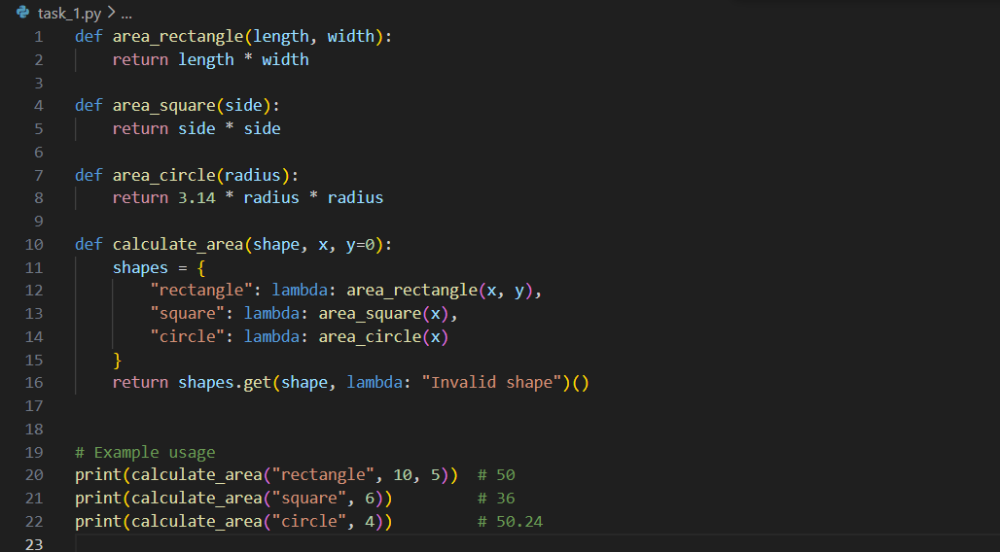 task_1.py > ...
1 def area_rectangle(length, width):
2     return length * width
3
4 def area_square(side):
5     return side * side
6
7 def area_circle(radius):
8     return 3.14 * radius * radius
9
10 def calculate_area(shape, x, y=0):
11     shapes = {
12         "rectangle": lambda: area_rectangle(x, y),
13         "square": lambda: area_square(x),
14         "circle": lambda: area_circle(x)
15     }
16     return shapes.get(shape, lambda: "Invalid shape")()
17
18
19 # Example usage
20 print(calculate_area("rectangle", 10, 5))  # 50
21 print(calculate_area("square", 6))         # 36
22 print(calculate_area("circle", 4))         # 50.24
23